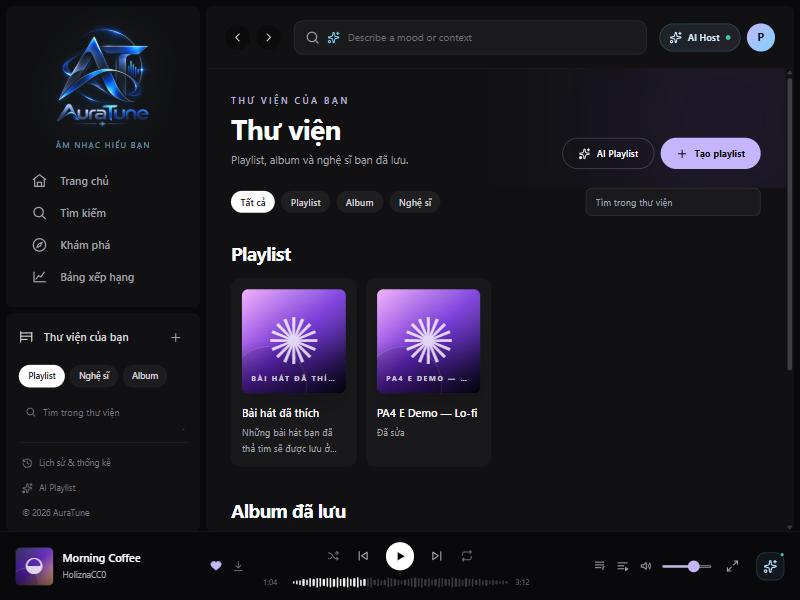 AuraTune
ÂM NHẠC HIỂU BẠN
Trang chủ
Tìm kiếm
Khám phá
Bảng xếp hạng
Thư viện của bạn
Playlist
Nghệ sĩ
Album
Tìm trong thư viện
Lịch sử & thống kê
AI Playlist
© 2026 AuraTune
Describe a mood or context
AI Host
P
THƯ VIỆN CỦA BẠN
Thư viện
Playlist, album và nghệ sĩ bạn đã lưu.
AI Playlist
Tạo playlist
Tất cả
Playlist
Album
Nghệ sĩ
Tìm trong thư viện
Playlist
BÀI HÁT ĐÃ THÍ...
Bài hát đã thích
Những bài hát bạn đã
thả tim sẽ được lưu ở...
PA4 E DEMO — ...
PA4 E Demo — Lo-fi
Đã sửa
Album đã lưu
Morning Coffee
HoliznaCC0
1:04
3:12